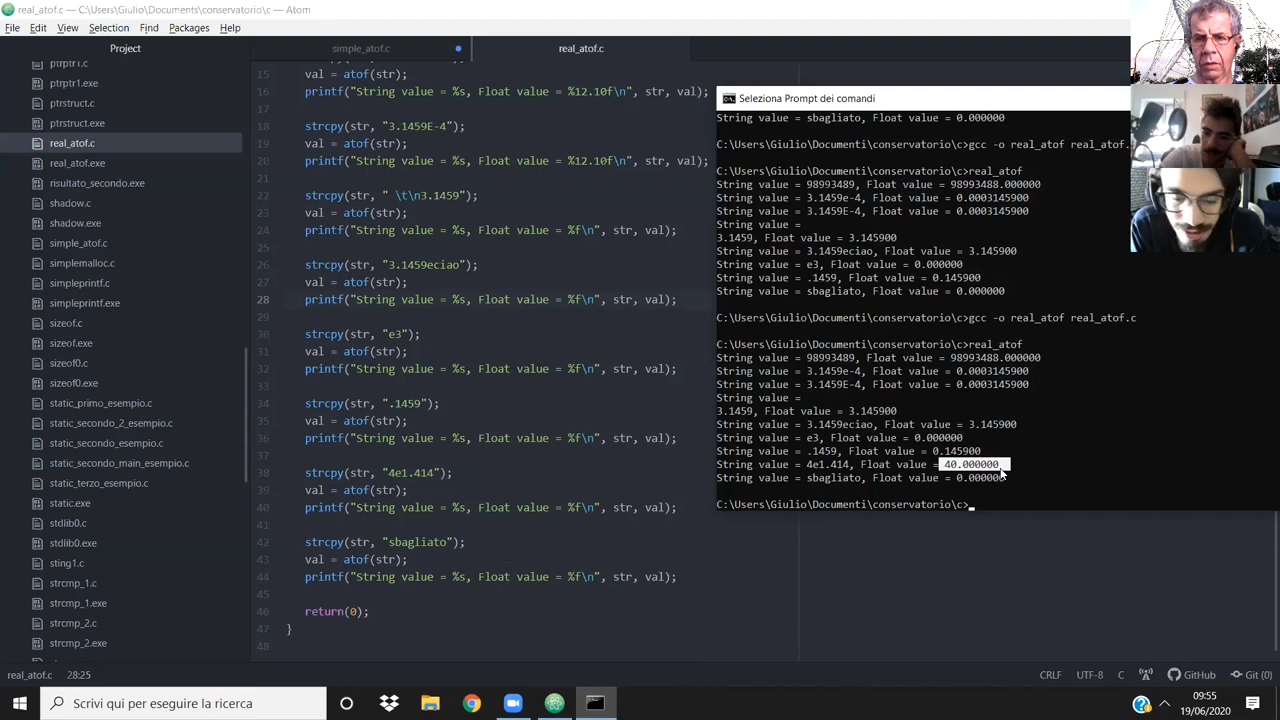 real_atof.c — C:\Users\Giulio\Documents\conservatorio\c — Atom
File Edit View Selection Find Packages Help
Project
simple_atof.c
real_atof.c
ptrptr1.c
ptrptr1.exe
ptrstruct.c
ptrstruct.exe
real_atof.c
real_atof.exe
risultato_secondo.exe
shadow.c
shadow.exe
simple_atof.c
simplemalloc.c
simpleprintf.c
simpleprintf.exe
sizeof.c
sizeof.exe
sizeof0.c
sizeof0.exe
static_primo_esempio.c
static_secondo_2_esempio.c
static_secondo_esempio.c
static_secondo_main_esempio.c
static_terzo_esempio.c
static.exe
stdlib0.c
stdlib0.exe
sting1.c
strcmp_1.c
strcmp_1.exe
strcmp_2.c
strcmp_2.exe
15 val = atof(str);
16 printf("String value = %s, Float value = %12.10f\n", str, val);
17
18 strcpy(str, "3.1459E-4");
19 val = atof(str);
20 printf("String value = %s, Float value = %12.10f\n", str, val);
21
22 strcpy(str, " \t\n3.1459");
23 val = atof(str);
24 printf("String value = %s, Float value = %f\n", str, val);
25
26 strcpy(str, "3.1459eciao");
27 val = atof(str);
28 printf("String value = %s, Float value = %f\n", str, val);
29
30 strcpy(str, "e3");
31 val = atof(str);
32 printf("String value = %s, Float value = %f\n", str, val);
33
34 strcpy(str, ".1459");
35 val = atof(str);
36 printf("String value = %s, Float value = %f\n", str, val);
37
38 strcpy(str, "4e1.414");
39 val = atof(str);
40 printf("String value = %s, Float value = %f\n", str, val);
41
42 strcpy(str, "sbagliato");
43 val = atof(str);
44 printf("String value = %s, Float value = %f\n", str, val);
45
46 return(0);
47 }
48
Seleziona Prompt dei comandi
String value = sbagliato, Float value = 0.000000
C:\Users\Giulio\Documenti\conservatorio\c>gcc -o real_atof real_atof.
C:\Users\Giulio\Documenti\conservatorio\c>real_atof
String value = 98993489, Float value = 98993488.000000
String value = 3.1459e-4, Float value = 0.0003145900
String value = 3.1459E-4, Float value = 0.0003145900
String value =
3.1459, Float value = 3.145900
String value = 3.1459eciao, Float value = 3.145900
String value = e3, Float value = 0.000000
String value = .1459, Float value = 0.145900
String value = sbagliato, Float value = 0.000000
C:\Users\Giulio\Documenti\conservatorio\c>gcc -o real_atof real_atof.c
C:\Users\Giulio\Documenti\conservatorio\c>real_atof
String value = 98993489, Float value = 98993488.000000
String value = 3.1459e-4, Float value = 0.0003145900
String value = 3.1459E-4, Float value = 0.0003145900
String value =
3.1459, Float value = 3.145900
String value = 3.1459eciao, Float value = 3.145900
String value = e3, Float value = 0.000000
String value = .1459, Float value = 0.145900
String value = 4e1.414, Float value = 40.000000
String value = sbagliato, Float value = 0.000000
C:\Users\Giulio\Documenti\conservatorio\c>
real_atof.c 28:25
CRLF UTF-8 C GitHub Git (0)
Scrivi qui per eseguire la ricerca
09:55
19/06/2020